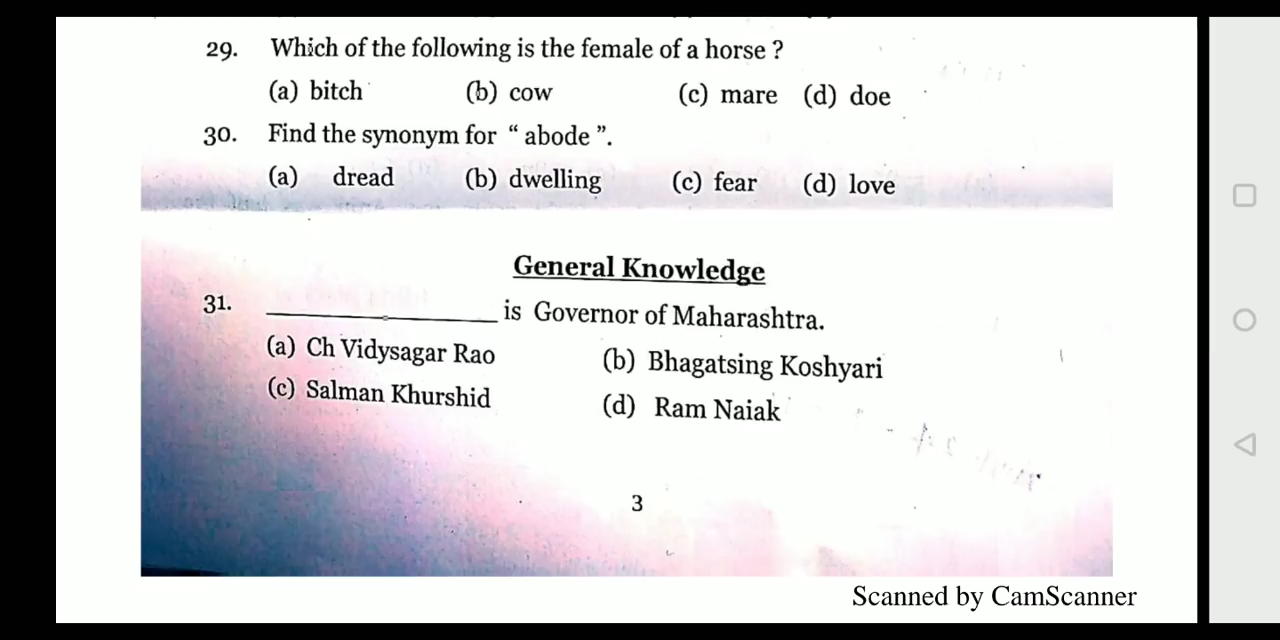 29. Which of the following is the female of a horse ?
(a) bitch (b) cow (c) mare (d) doe
30. Find the synonym for “ abode ”.
(a) dread (b) dwelling (c) fear (d) love
General Knowledge
31. ____________ is Governor of Maharashtra.
(a) Ch Vidysagar Rao (b) Bhagatsing Koshyari
(c) Salman Khurshid (d) Ram Naiak
3
Scanned by CamScanner